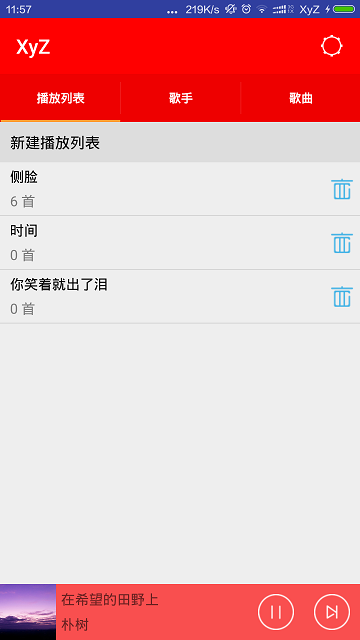 11:57 ... 219K/s XyZ
XyZ
播放列表 歌手 歌曲
新建播放列表
侧脸
6 首
时间
0 首
你笑着就出了泪
0 首
在希望的田野上
朴树